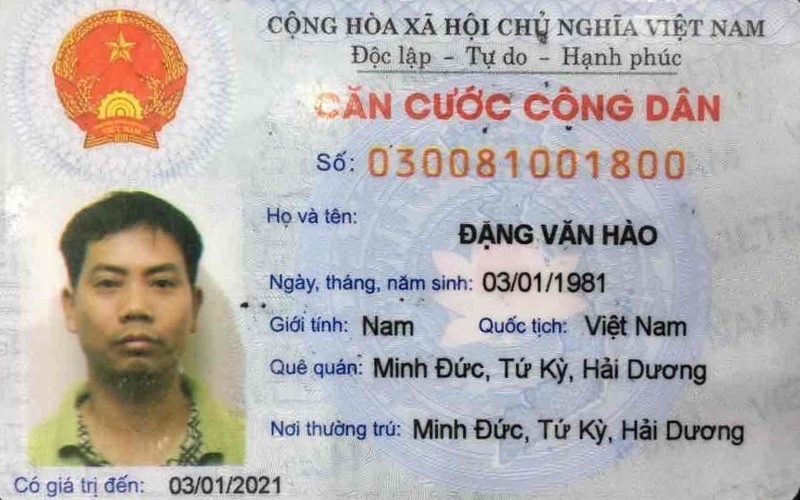 CỘNG HÒA XÃ HỘI CHỦ NGHĨA VIỆT NAM
Độc lập - Tự do - Hạnh phúc
CĂN CƯỚC CÔNG DÂN
Số: 030081001800
Họ và tên:
ĐẶNG VĂN HÀO
Ngày, tháng, năm sinh: 03/01/1981
Giới tính: Nam Quốc tịch: Việt Nam
Quê quán: Minh Đức, Tứ Kỳ, Hải Dương
Nơi thường trú: Minh Đức, Tứ Kỳ, Hải Dương
Có giá trị đến: 03/01/2021